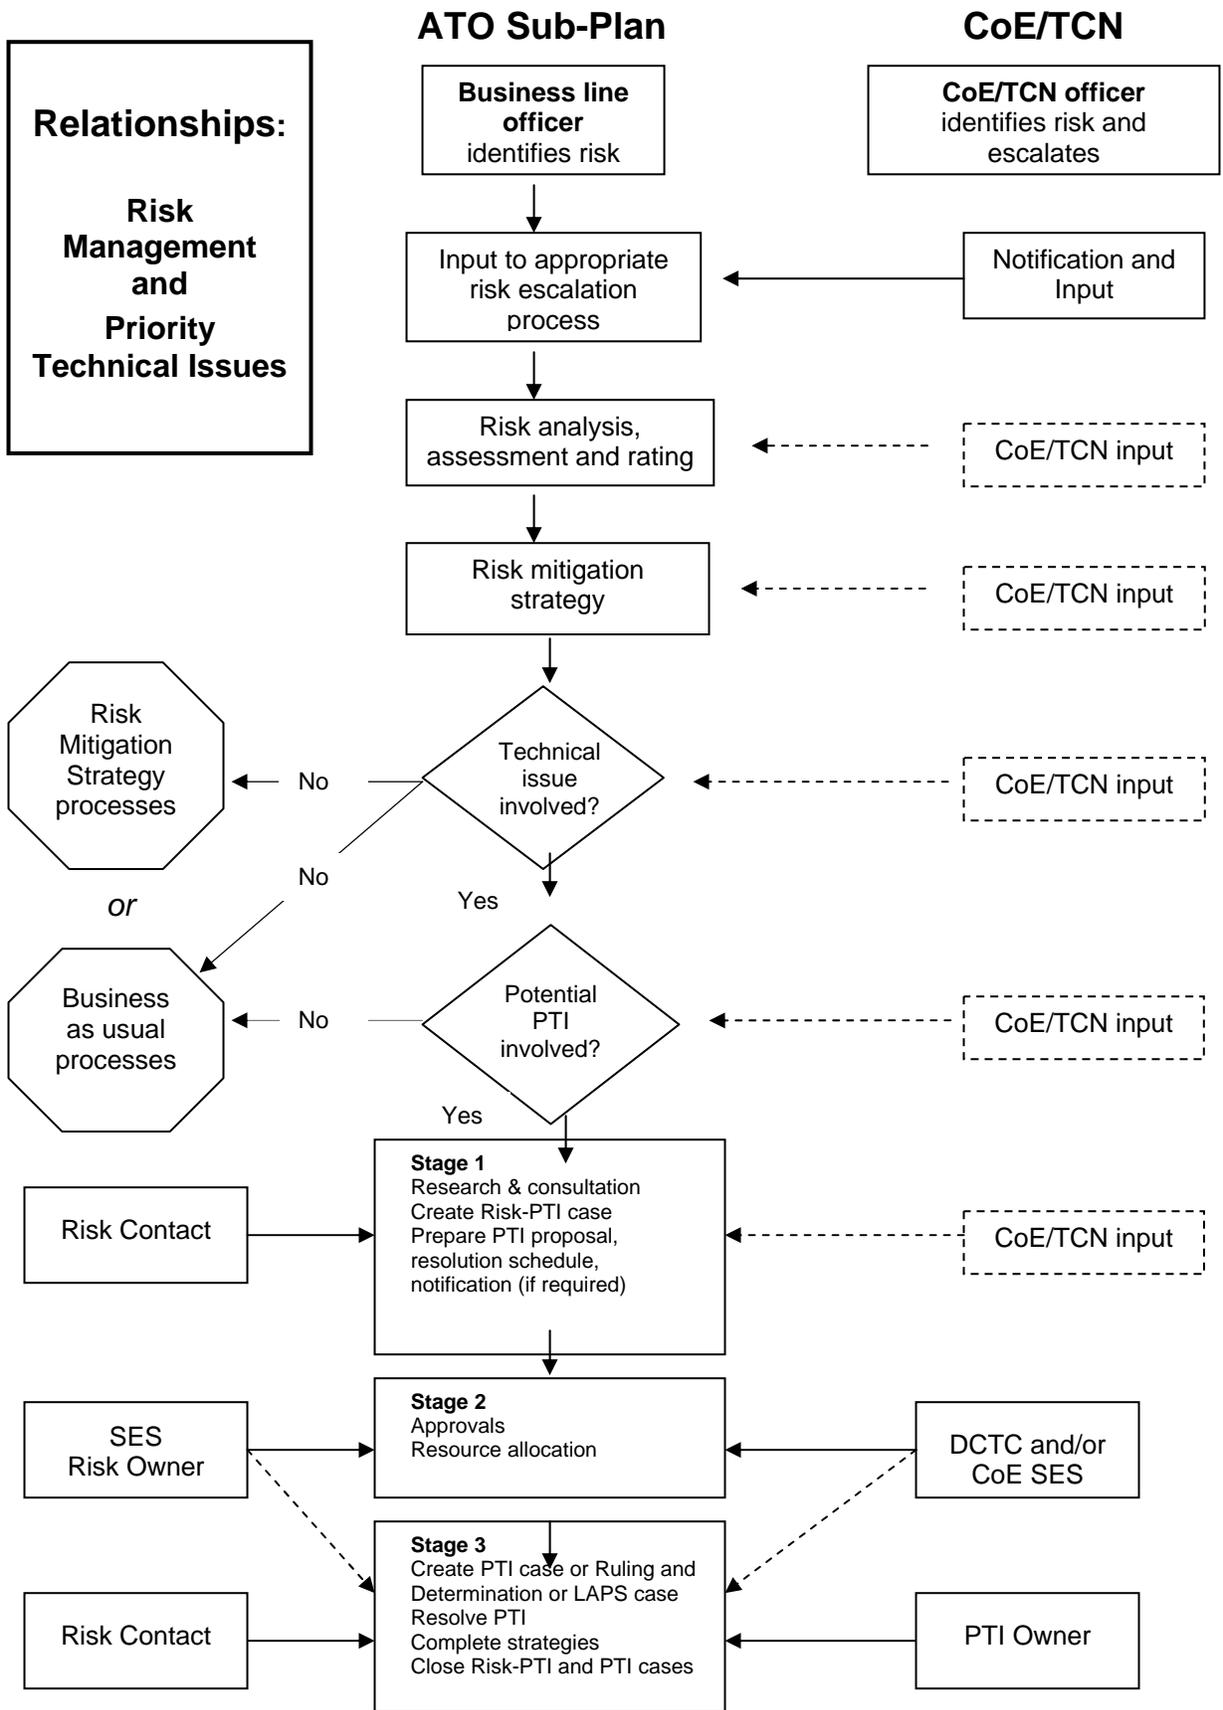 ATO Sub-Plan
CoE/TCN
Relationships:
Risk
Management
and
Priority
Technical Issues
Business line
officer
identifies risk
CoE/TCN officer
identifies risk and
escalates
Input to appropriate
risk escalation
process
Notification and
Input
Risk analysis,
assessment and rating
CoE/TCN input
Risk mitigation
strategy
CoE/TCN input
Risk
Mitigation
Strategy
processes
No
Technical
issue
involved?
CoE/TCN input
No
or
Yes
Business
as usual
processes
No
Potential
PTI
involved?
CoE/TCN input
Yes
Risk Contact
Stage 1
Research & consultation
Create Risk-PTI case
Prepare PTI proposal,
resolution schedule,
notification (if required)
CoE/TCN input
SES
Risk Owner
Stage 2
Approvals
Resource allocation
DCTC and/or
CoE SES
Risk Contact
Stage 3
Create PTI case or Ruling and
Determination or LAPS case
Resolve PTI
Complete strategies
Close Risk-PTI and PTI cases
PTI Owner